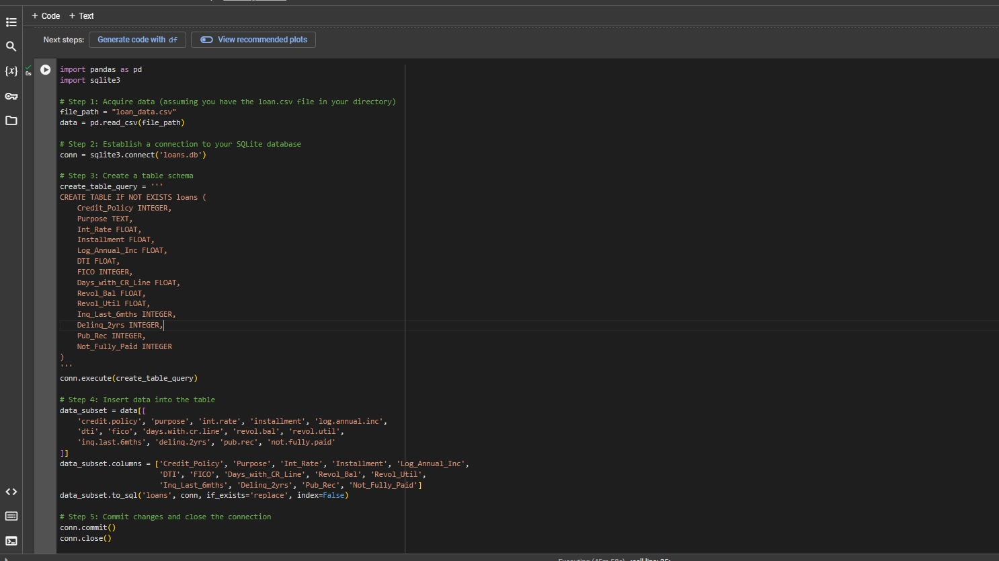 + Code + Text
Next steps: Generate code with df View recommended plots
0s
import pandas as pd
import sqlite3
# Step 1: Acquire data (assuming you have the loan.csv file in your directory)
file_path = "loan_data.csv"
data = pd.read_csv(file_path)
# Step 2: Establish a connection to your SQLite database
conn = sqlite3.connect('loans.db')
# Step 3: Create a table schema
create_table_query = '''
CREATE TABLE IF NOT EXISTS loans (
    Credit_Policy INTEGER,
    Purpose TEXT,
    Int_Rate FLOAT,
    Installment FLOAT,
    Log_Annual_Inc FLOAT,
    DTI FLOAT,
    FICO INTEGER,
    Days_with_CR_Line FLOAT,
    Revol_Bal FLOAT,
    Revol_Util FLOAT,
    Inq_Last_6mths INTEGER,
    Delinq_2yrs INTEGER,
    Pub_Rec INTEGER,
    Not_Fully_Paid INTEGER
)
'''
conn.execute(create_table_query)
# Step 4: Insert data into the table
data_subset = data[[
    'credit.policy', 'purpose', 'int.rate', 'installment', 'log.annual.inc',
    'dti', 'fico', 'days.with.cr.line', 'revol.bal', 'revol.util',
    'inq.last.6mths', 'delinq.2yrs', 'pub.rec', 'not.fully.paid'
]]
data_subset.columns = ['Credit_Policy', 'Purpose', 'Int_Rate', 'Installment', 'Log_Annual_Inc',
                       'DTI', 'FICO', 'Days_with_CR_Line', 'Revol_Bal', 'Revol_Util',
                       'Inq_Last_6mths', 'Delinq_2yrs', 'Pub_Rec', 'Not_Fully_Paid']
data_subset.to_sql('loans', conn, if_exists='replace', index=False)
# Step 5: Commit changes and close the connection
conn.commit()
conn.close()